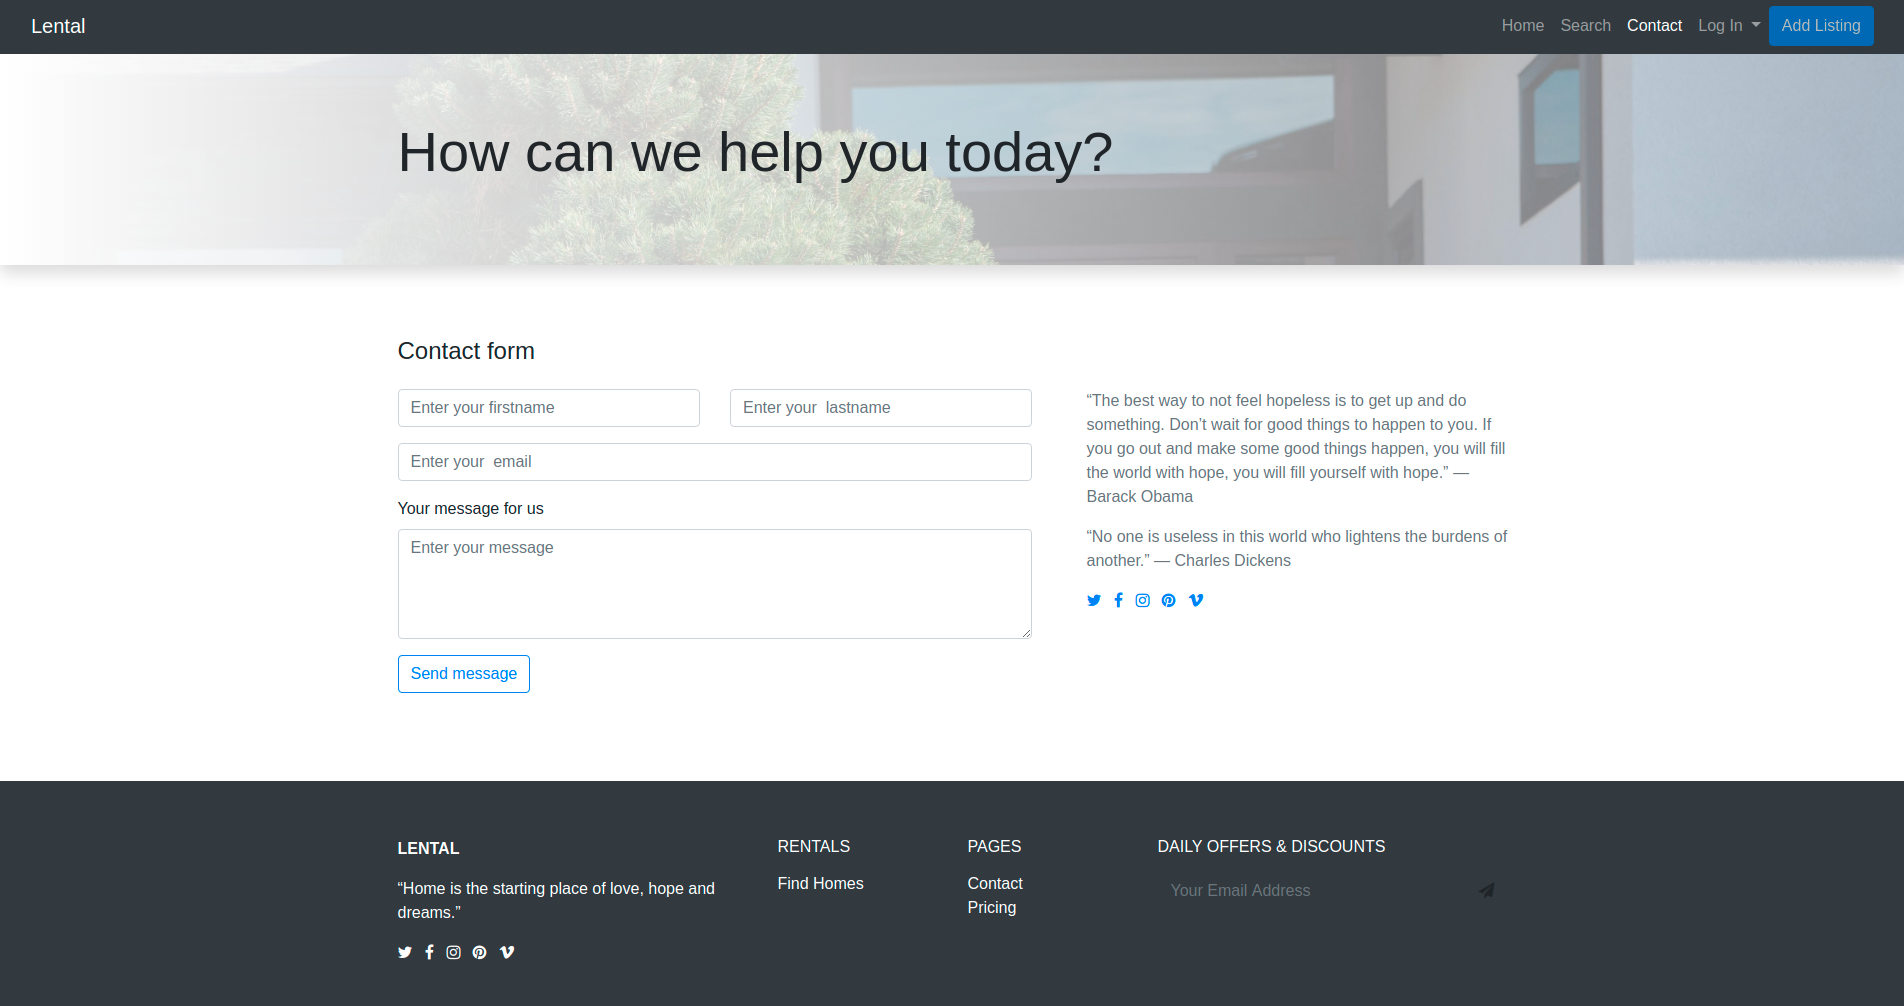 Lental
Home
Search
Contact
Log In
Add Listing
How can we help you today?
Contact form
Enter your firstname
Enter your  lastname
Enter your  email
Your message for us
Enter your message
Send message
“The best way to not feel hopeless is to get up and do
something. Don’t wait for good things to happen to you. If
you go out and make some good things happen, you will fill
the world with hope, you will fill yourself with hope.” —
Barack Obama
“No one is useless in this world who lightens the burdens of
another.” — Charles Dickens
LENTAL
“Home is the starting place of love, hope and
dreams.”
RENTALS
Find Homes
PAGES
Contact
Pricing
DAILY OFFERS & DISCOUNTS
Your Email Address